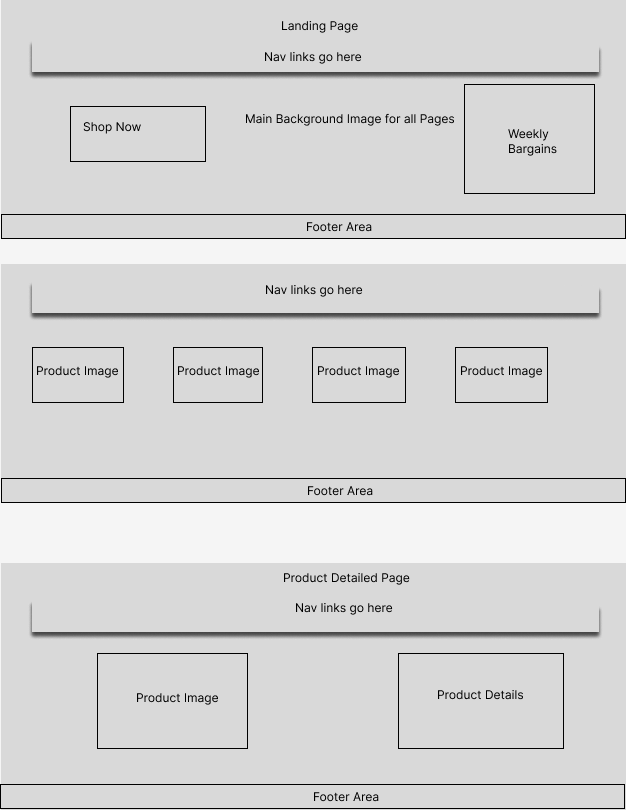 Landing Page
Nav links go here
Shop Now
Main Background Image for all Pages
Weekly
Bargains
Footer Area
Nav links go here
Product Image
Product Image
Product Image
Product Image
Footer Area
Product Detailed Page
Nav links go here
Product Image
Product Details
Footer Area